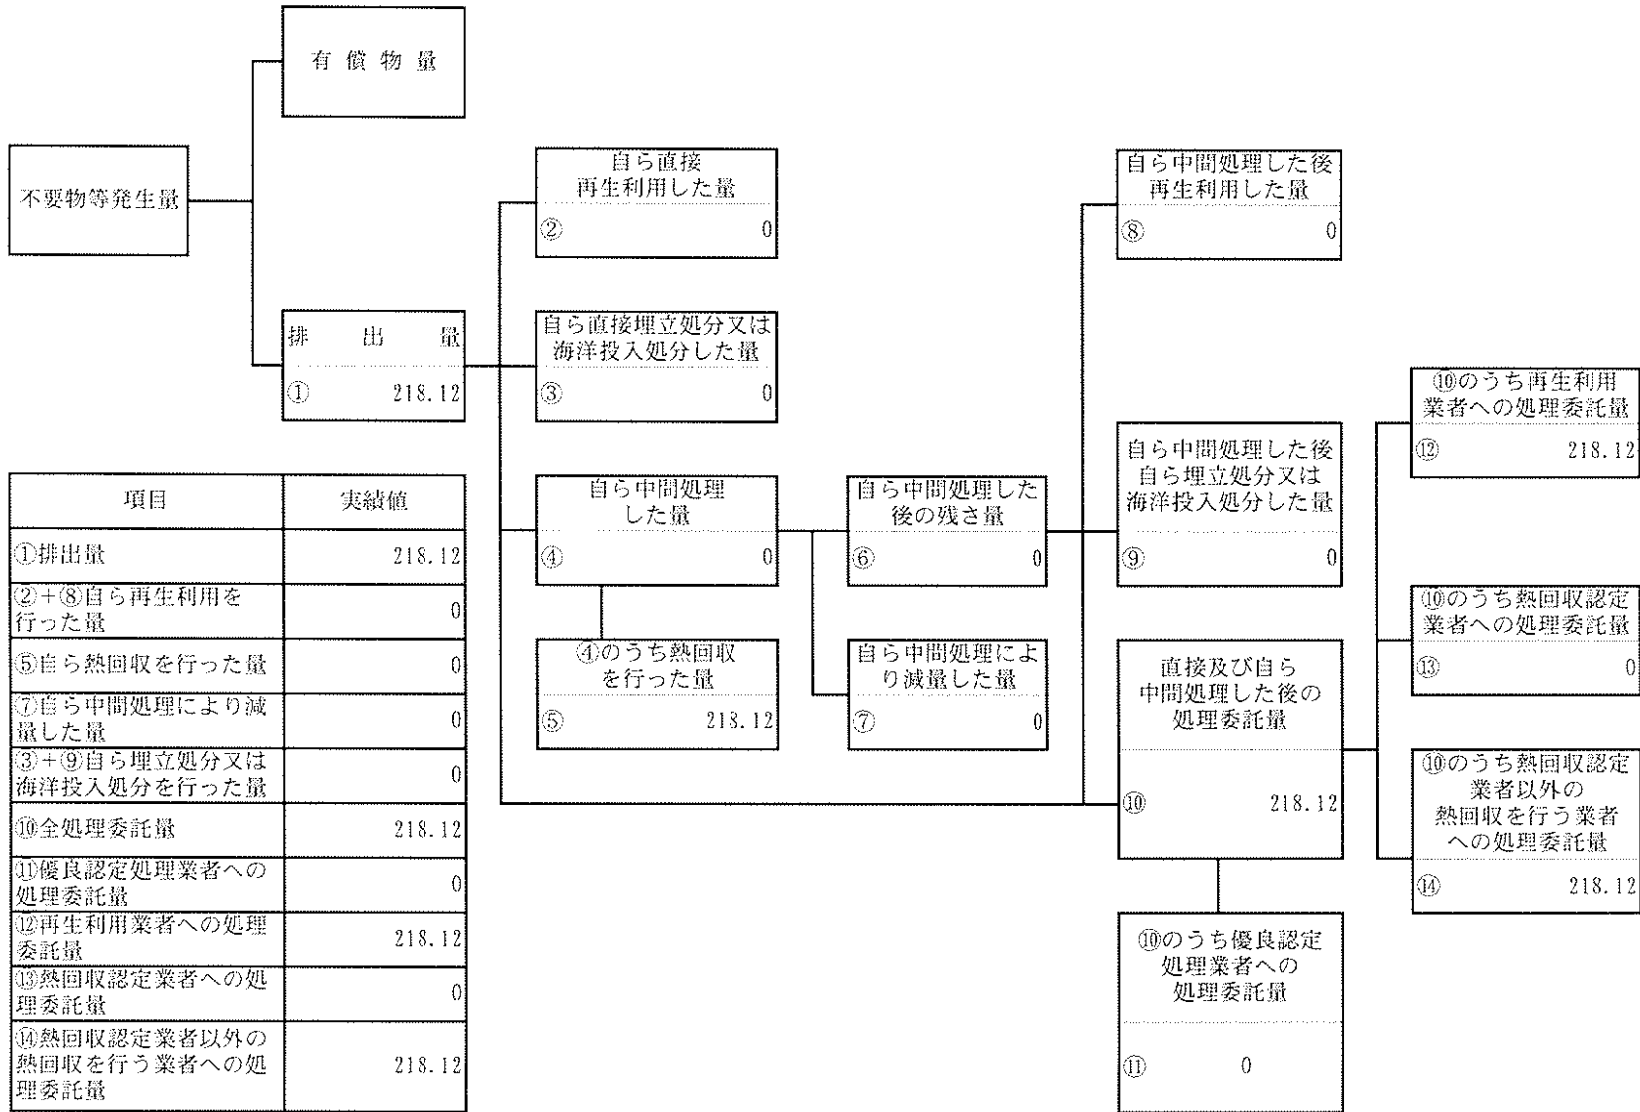 有償物量
不要物等発生量
排出量
① 218.12
自ら直接
再生利用した量
② 0
自ら直接埋立処分又は
海洋投入処分した量
③ 0
自ら中間処理
した量
④ 0
④のうち熱回収
を行った量
⑤ 218.12
自ら中間処理した
後の残さ量
⑥ 0
自ら中間処理によ
り減量した量
⑦ 0
自ら中間処理した後
再生利用した量
⑧ 0
自ら中間処理した後
自ら埋立処分又は
海洋投入処分した量
⑨ 0
直接及び自ら
中間処理した後の
処理委託量
⑩ 218.12
⑩のうち優良認定
処理業者への
処理委託量
⑪ 0
⑩のうち再生利用
業者への処理委託量
⑫ 218.12
⑩のうち熱回収認定
業者への処理委託量
⑬ 0
⑩のうち熱回収認定
業者以外の
熱回収を行う業者
への処理委託量
⑭ 218.12
項目 実績値
①排出量 218.12
②+⑧自ら再生利用を
行った量 0
⑤自ら熱回収を行った量 0
⑦自ら中間処理により減
量した量 0
③+⑨自ら埋立処分又は
海洋投入処分を行った量 0
⑩全処理委託量 218.12
⑪優良認定処理業者への
処理委託量 0
⑫再生利用業者への処理
委託量 218.12
⑬熱回収認定業者への処
理委託量 0
⑭熱回収認定業者以外の
熱回収を行う業者への処
理委託量 218.12